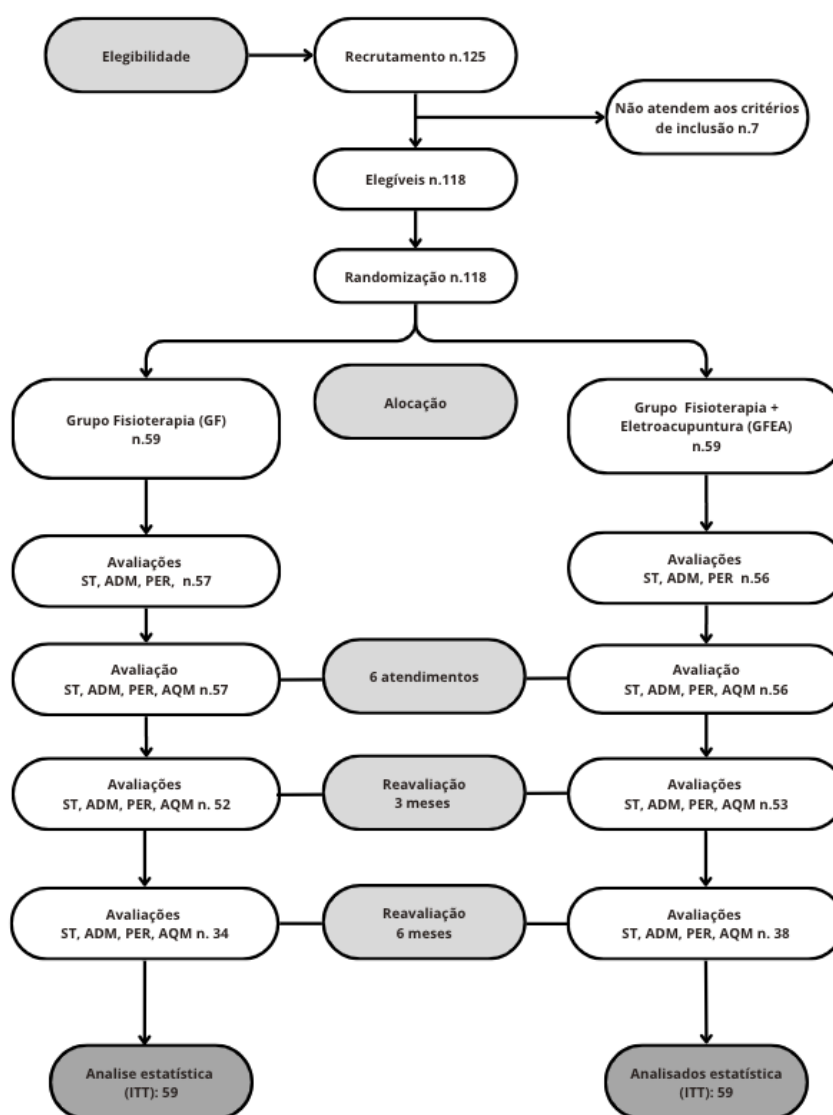 Elegibilidade
Recrutamento n.125
Não atendem aos critérios
de inclusão n.7
Elegíveis n.118
Randomização n.118
Alocação
Grupo Fisioterapia (GF)
n.59
Grupo Fisioterapia +
Eletroacupuntura (GFEA)
n.59
Avaliações
ST, ADM, PER, n.57
Avaliações
ST, ADM, PER n.56
Avaliação
ST, ADM, PER, AQM n.57
6 atendimentos
Avaliação
ST, ADM, PER, AQM n.56
Avaliações
ST, ADM, PER, AQM n. 52
Reavaliação
3 meses
Avaliações
ST, ADM, PER, AQM n.53
Avaliações
ST, ADM, PER, AQM n. 34
Reavaliação
6 meses
Avaliações
ST, ADM, PER, AQM n. 38
Analise estatística
(ITT): 59
Analisados estatística
(ITT): 59